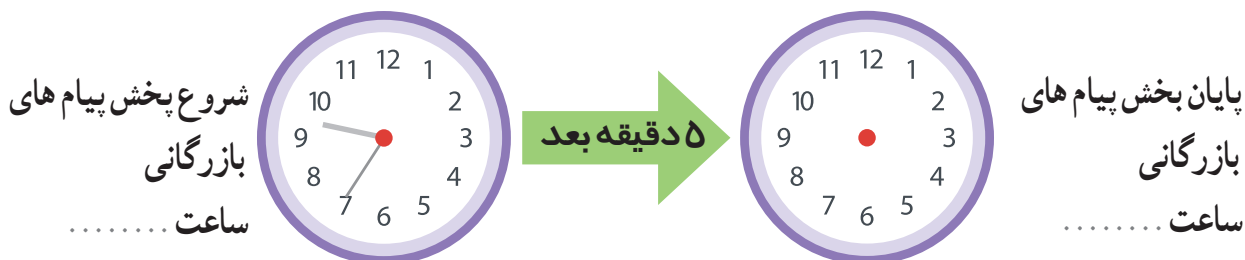 شروع پخش پیام های
بازرگانی
ساعت ........
12
11 1
10 2
9 3
8 4
7 5
6
۵ دقیقه بعد
12
11 1
10 2
9 3
8 4
7 5
6
پایان بخش پیام های
بازرگانی
ساعت ........